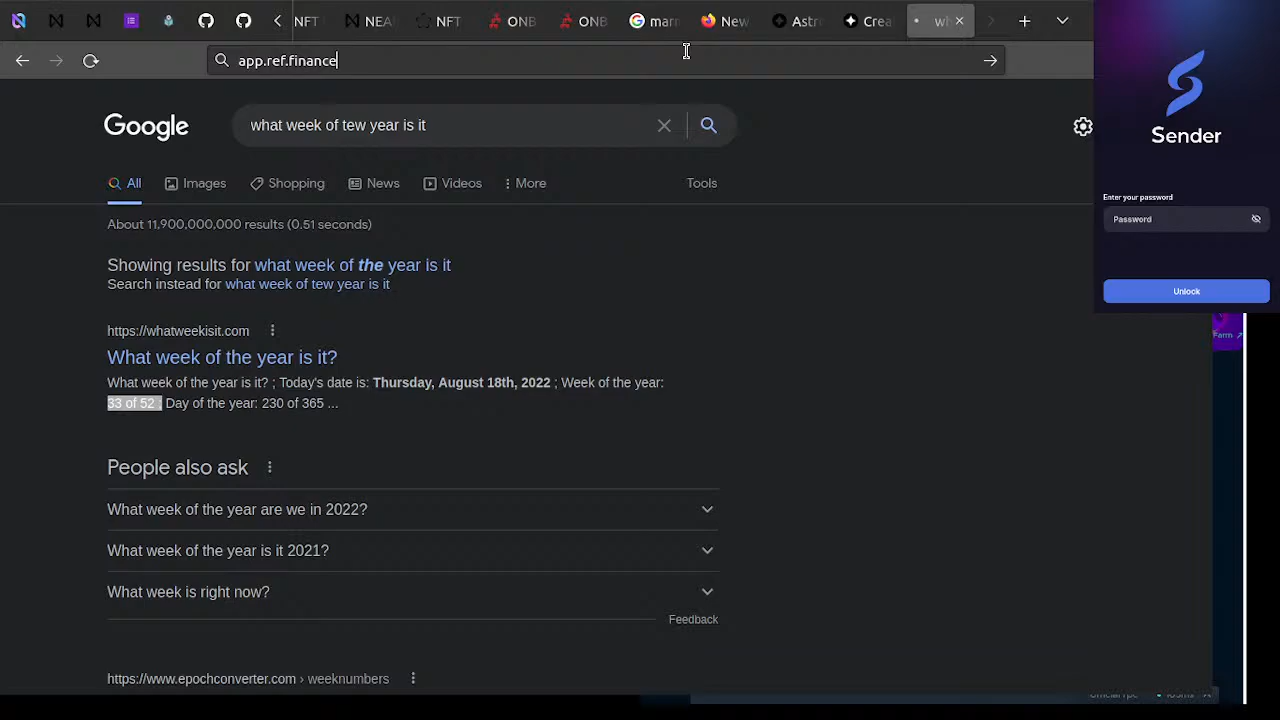 NFT
NEA
NFT
ONB
ONB
marr
New
Astr
Crea
wh
app.ref.finance
Sender
Enter your password
Password
Unlock
Farm
Google
what week of tew year is it
All
Images
Shopping
News
Videos
More
Tools
About 11,900,000,000 results (0.51 seconds)
Showing results for what week of the year is it
Search instead for what week of tew year is it
https://whatweekisit.com
What week of the year is it?
What week of the year is it? ; Today's date is: Thursday, August 18th, 2022 ; Week of the year:
33 of 52 ; Day of the year: 230 of 365 ...
People also ask
What week of the year are we in 2022?
What week of the year is it 2021?
What week is right now?
Feedback
https://www.epochconverter.com › weeknumbers